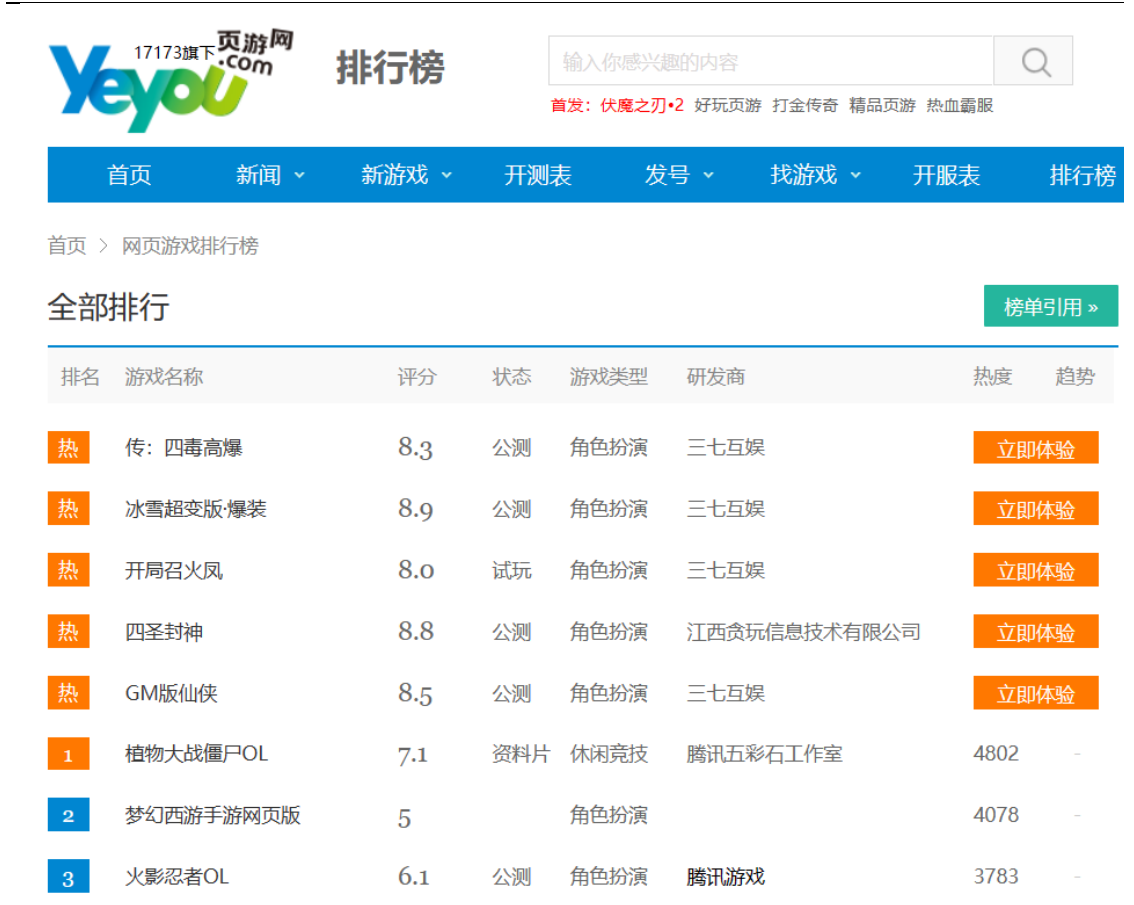 17173旗下页游网
Yeyou.com
排行榜
输入你感兴趣的内容
首发：伏魔之刃•2 好玩页游 打金传奇 精品页游 热血霸服
首页 新闻 新游戏 开测表 发号 找游戏 开服表 排行榜
首页 > 网页游戏排行榜
全部排行 榜单引用 »
排名 游戏名称 评分 状态 游戏类型 研发商 热度 趋势
热 传：四毒高爆 8.3 公测 角色扮演 三七互娱 立即体验
热 冰雪超变版·爆装 8.9 公测 角色扮演 三七互娱 立即体验
热 开局召火凤 8.0 试玩 角色扮演 三七互娱 立即体验
热 四圣封神 8.8 公测 角色扮演 江西贪玩信息技术有限公司 立即体验
热 GM版仙侠 8.5 公测 角色扮演 三七互娱 立即体验
1 植物大战僵尸OL 7.1 资料片 休闲竞技 腾讯五彩石工作室 4802 -
2 梦幻西游手游网页版 5 角色扮演 4078 -
3 火影忍者OL 6.1 公测 角色扮演 腾讯游戏 3783 -